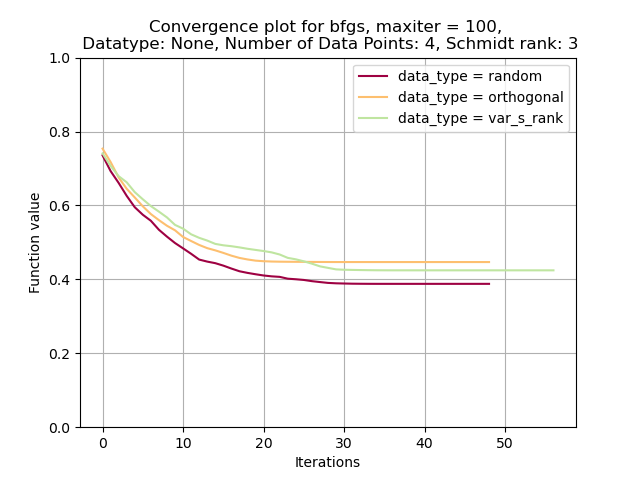 Convergence plot for bfgs, maxiter = 100,
Datatype: None, Number of Data Points: 4, Schmidt rank: 3
1.0
data_type = random
data_type = orthogonal
data_type = var_s_rank
0.8
0.6
Function value
0.4
0.2
0.0
0 10 20 30 40 50
Iterations